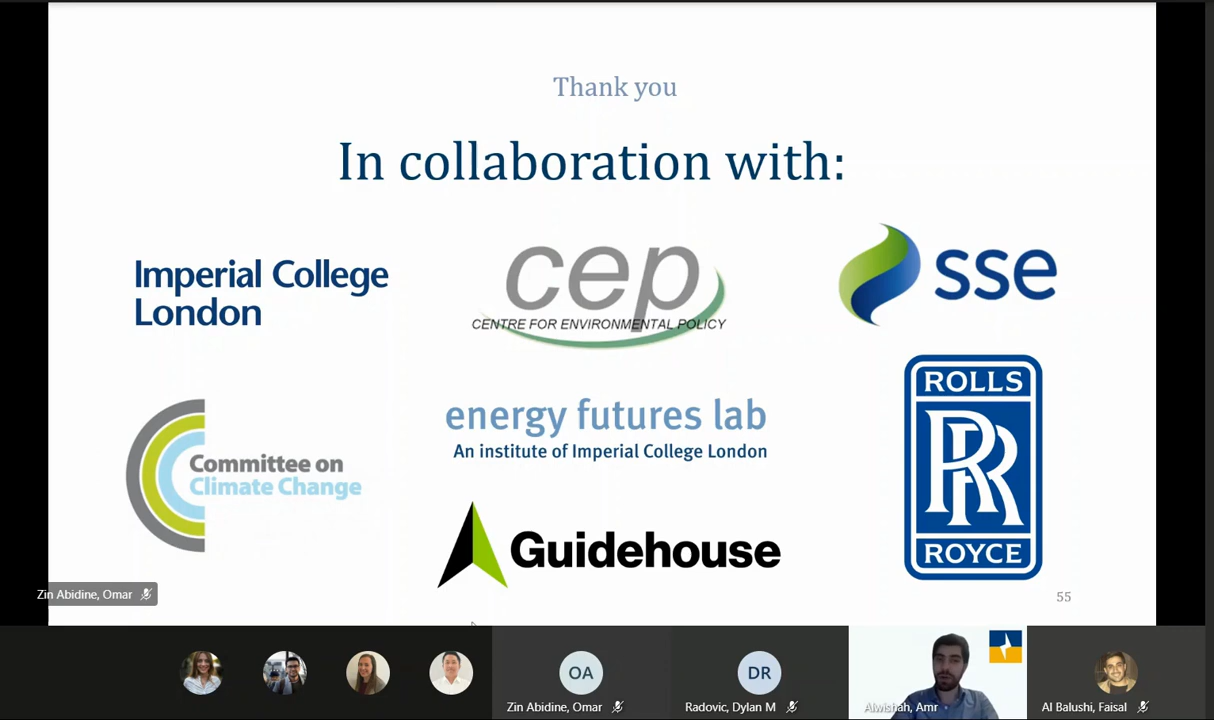 Thank you
In collaboration with:
Imperial College
London
cep
CENTRE FOR ENVIRONMENTAL POLICY
sse
Committee on
Climate Change
energy futures lab
An institute of Imperial College London
Guidehouse
ROLLS
RR
ROYCE
55
Zin Abidine, Omar
OA
Zin Abidine, Omar
DR
Radovic, Dylan M
Alwishah, Amr
Al Balushi, Faisal